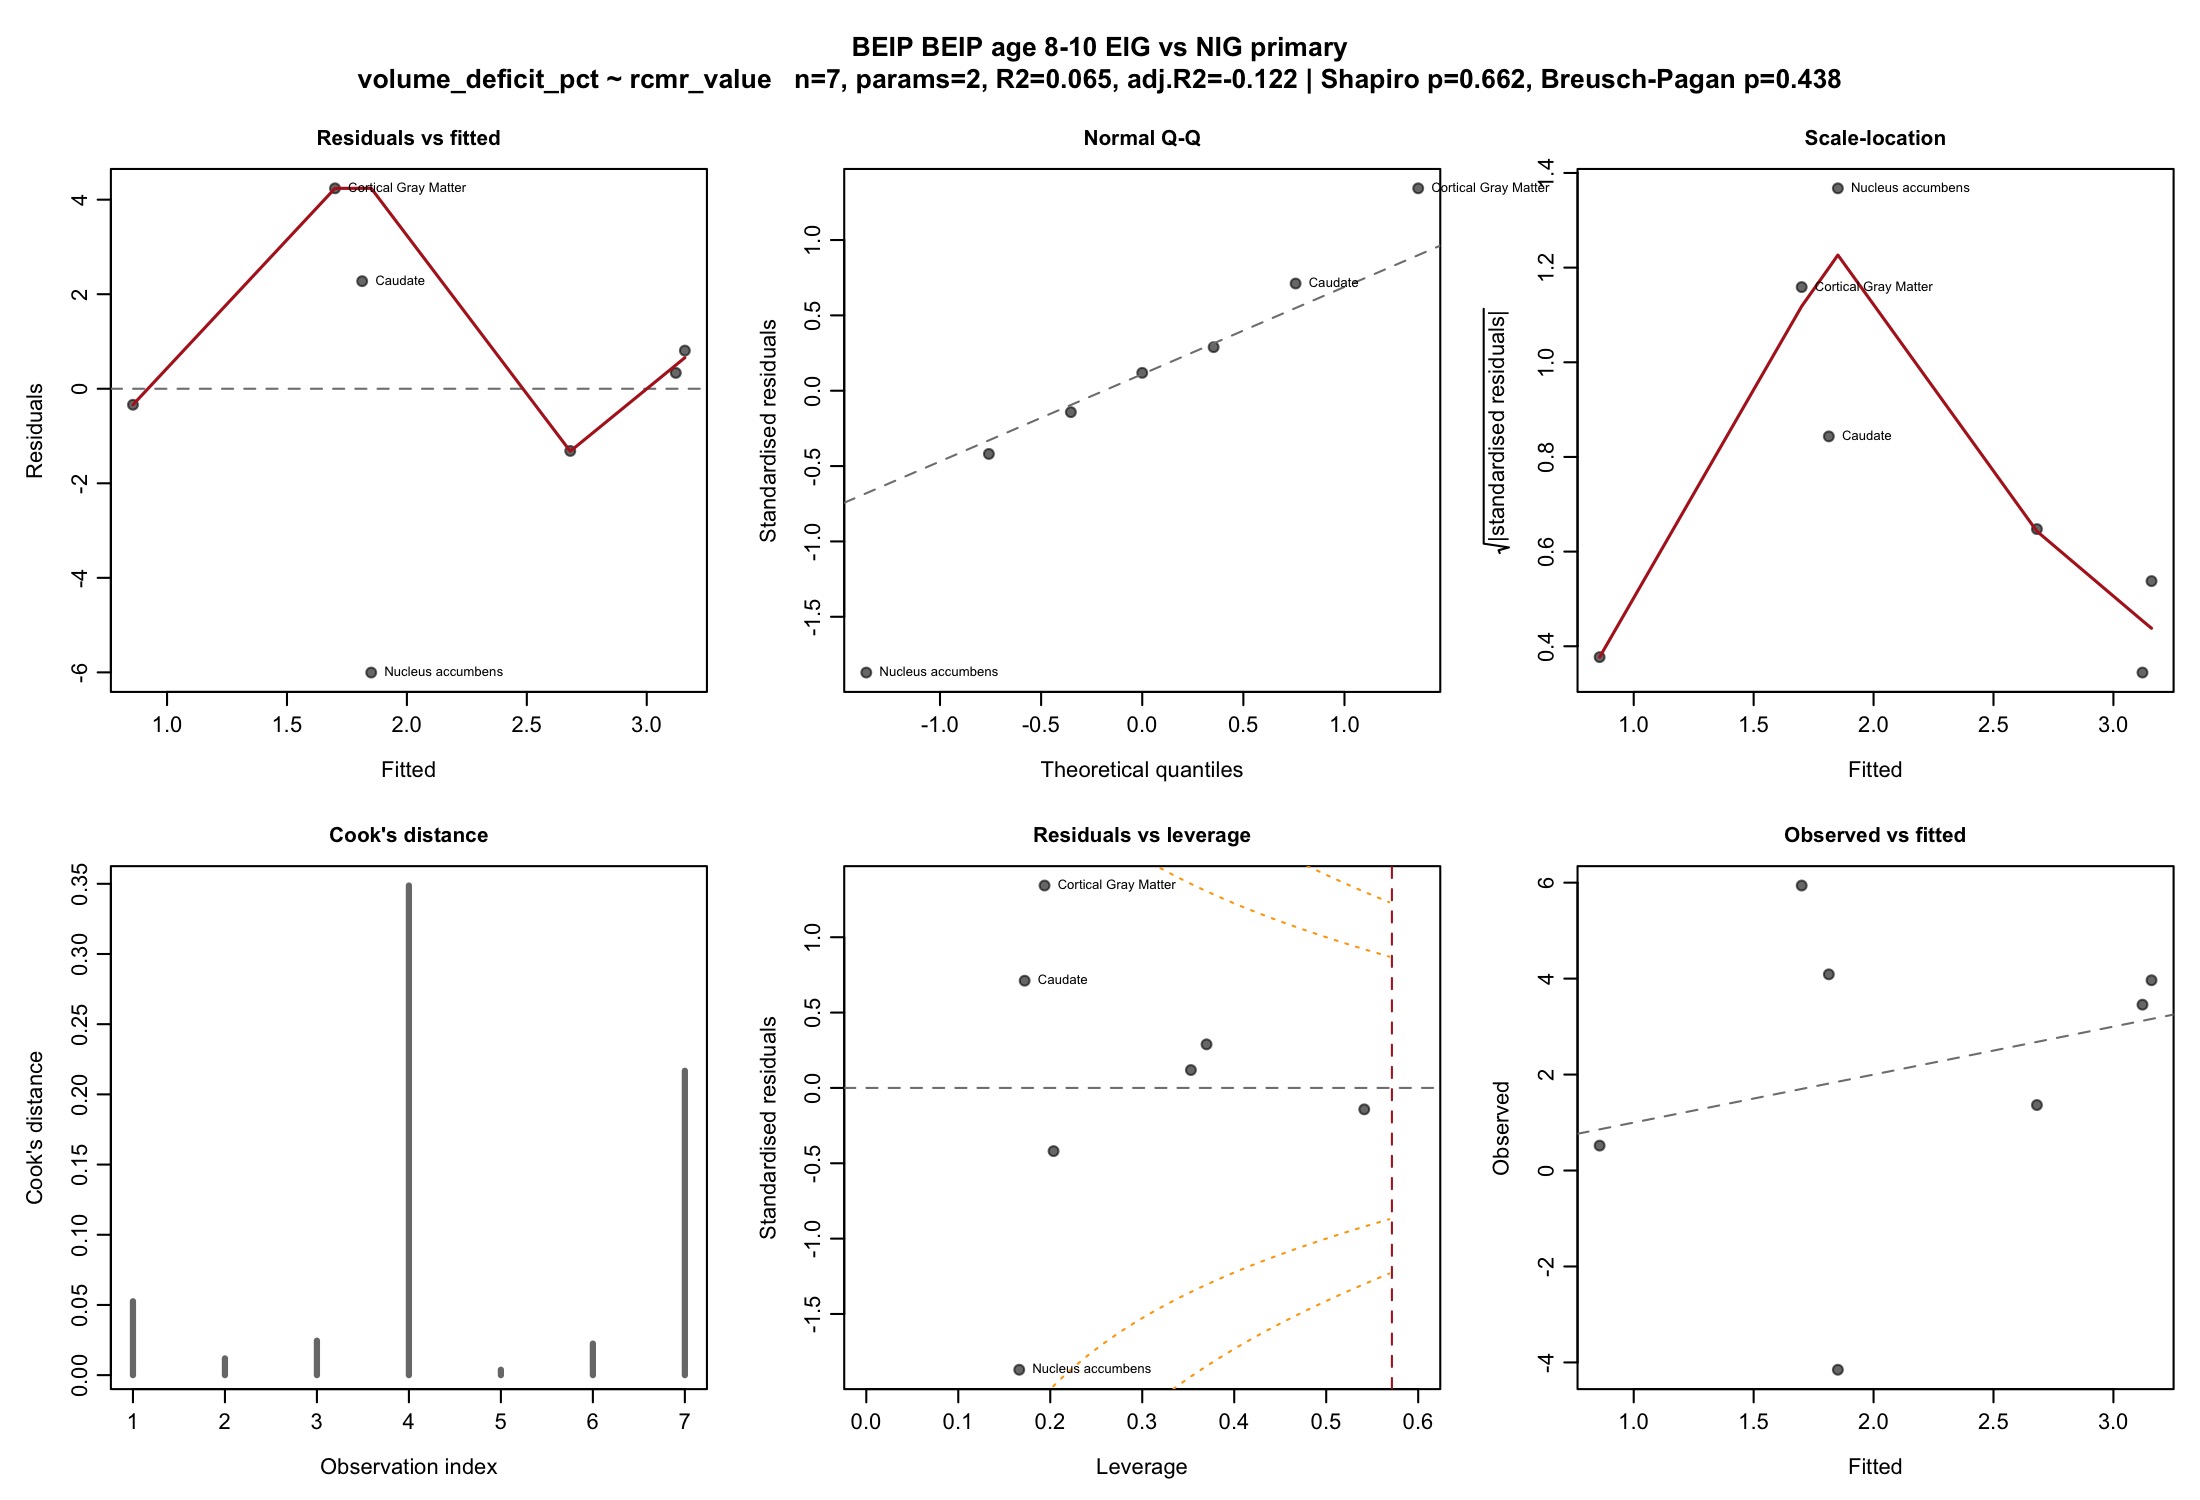 BEIP BEIP age 8-10 EIG vs NIG primary
volume_deficit_pct ~ rcmr_value   n=7, params=2, R2=0.065, adj.R2=-0.122 | Shapiro p=0.662, Breusch-Pagan p=0.438
Residuals vs fitted
Residuals
4
2
0
-2
-4
-6
Cortical Gray Matter
Caudate
Nucleus accumbens
1.0 1.5 2.0 2.5 3.0
Fitted
Normal Q-Q
Standardised residuals
1.0
0.5
0.0
-0.5
-1.0
-1.5
Cortical Gray Matter
Caudate
Nucleus accumbens
-1.0 -0.5 0.0 0.5 1.0
Theoretical quantiles
Scale-location
√|standardised residuals|
1.4
1.2
1.0
0.8
0.6
0.4
Nucleus accumbens
Cortical Gray Matter
Caudate
1.0 1.5 2.0 2.5 3.0
Fitted
Cook's distance
Cook's distance
0.35
0.30
0.25
0.20
0.15
0.10
0.05
0.00
1 2 3 4 5 6 7
Observation index
Residuals vs leverage
Standardised residuals
1.0
0.5
0.0
-0.5
-1.0
-1.5
Cortical Gray Matter
Caudate
Nucleus accumbens
0.0 0.1 0.2 0.3 0.4 0.5 0.6
Leverage
Observed vs fitted
Observed
6
4
2
0
-2
-4
1.0 1.5 2.0 2.5 3.0
Fitted